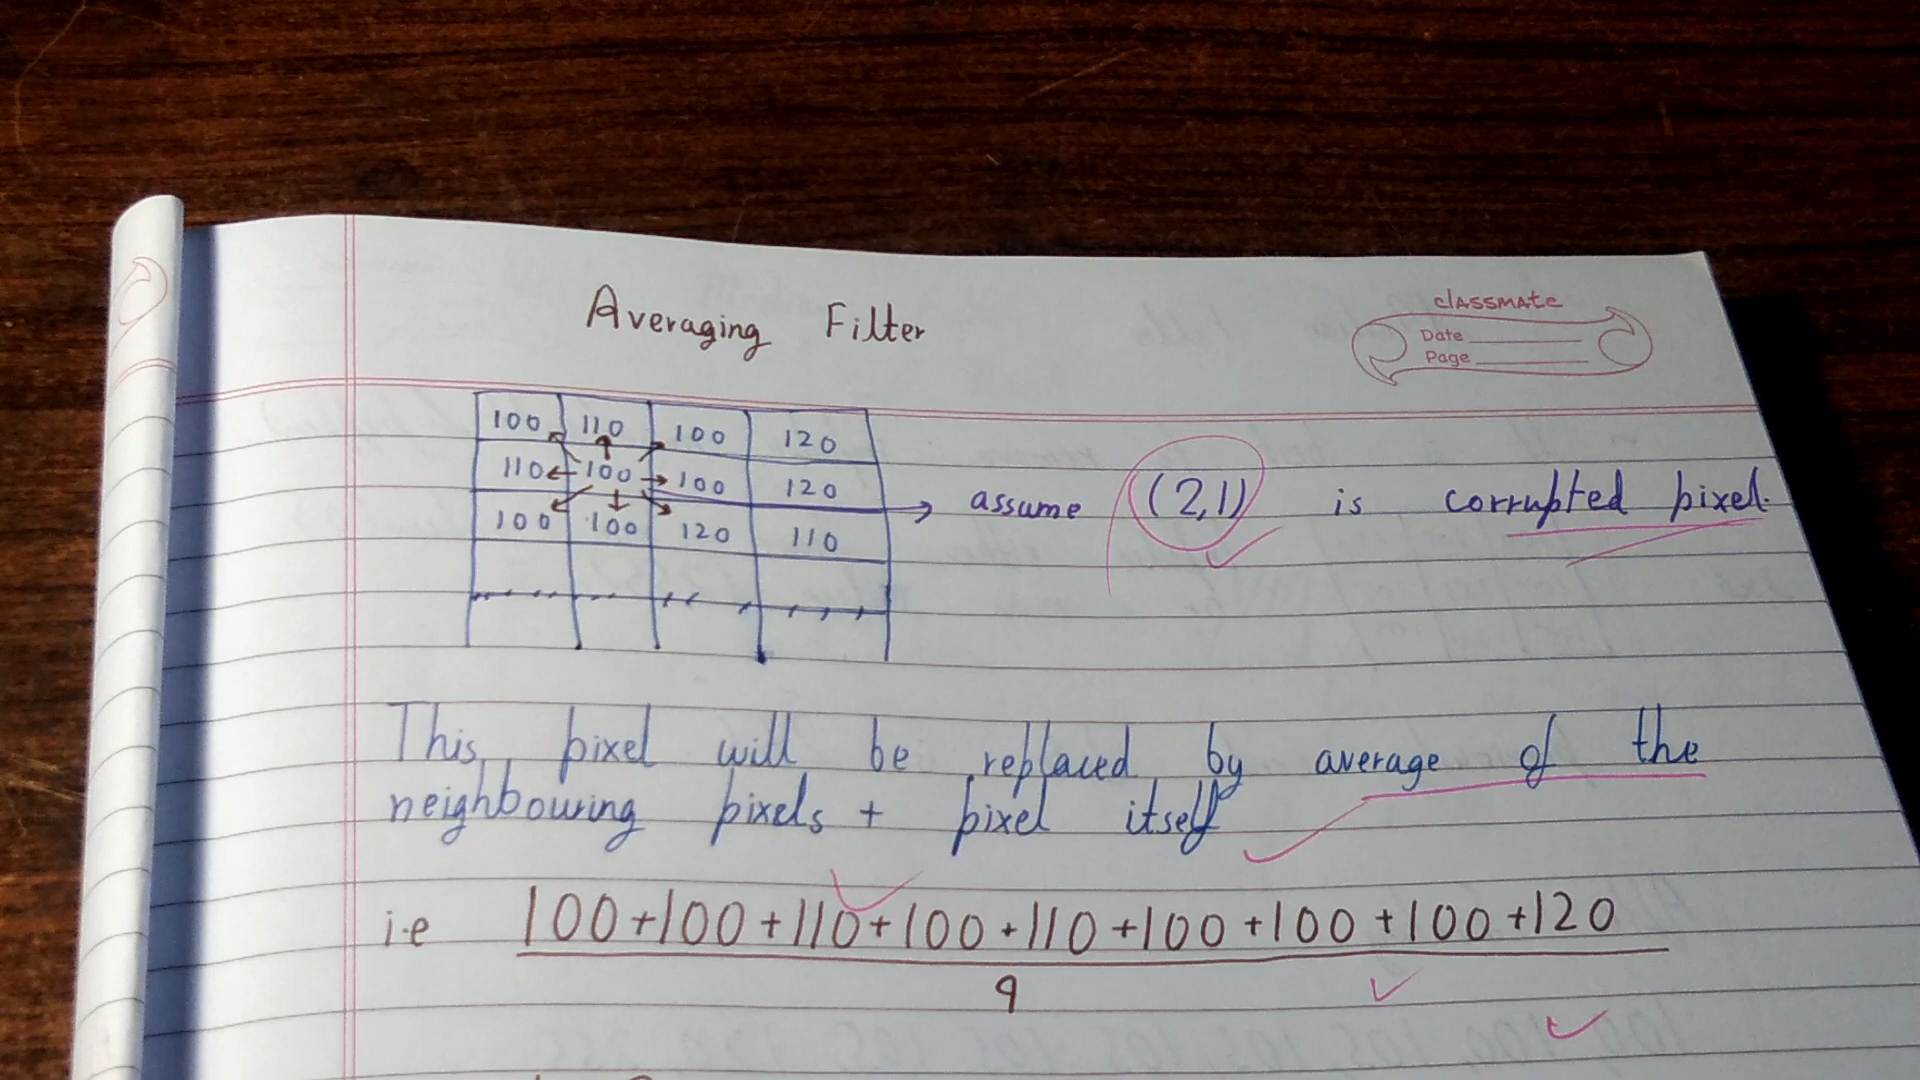 Averaging Filter
classmate
Date
Page
100 110 100 120
110 100 100 120
100 100 120 110
assume (2,1) is corrupted pixel.
This pixel will be replaced by average of the
neighbouring pixels + pixel itself
i.e 100+100+110+100+110+100+100+100+120
9